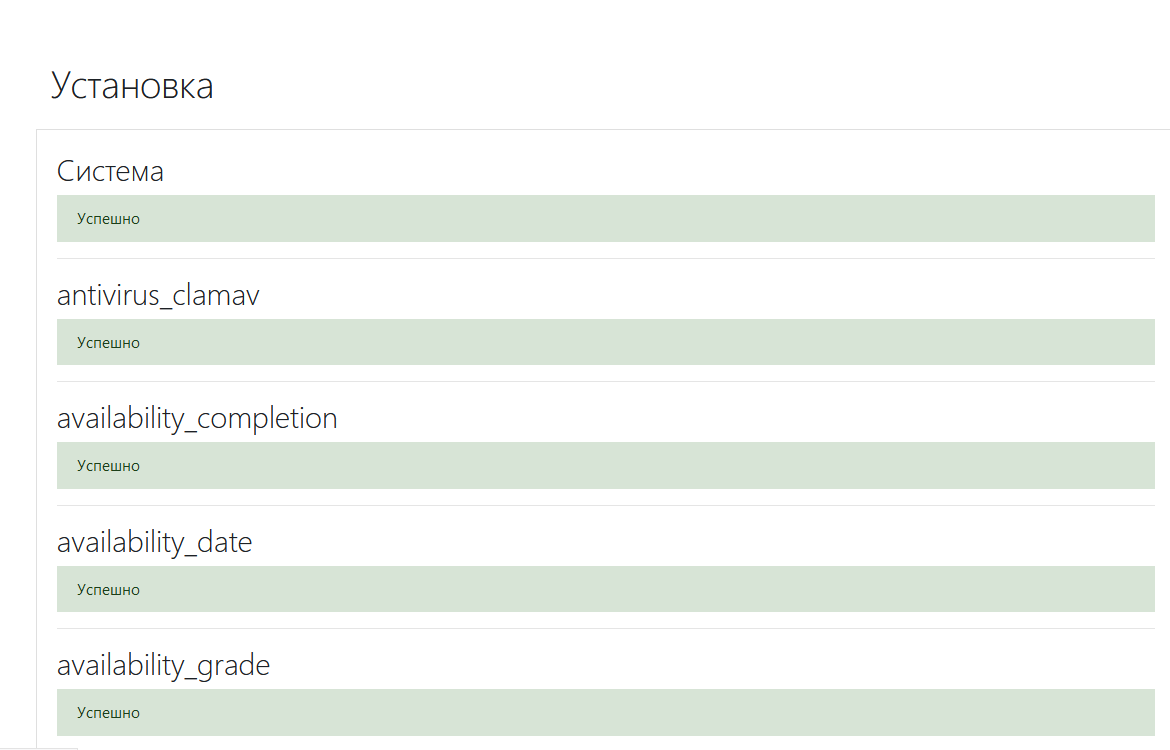 Установка
Система
Успешно
antivirus_clamav
Успешно
availability_completion
Успешно
availability_date
Успешно
availability_grade
Успешно